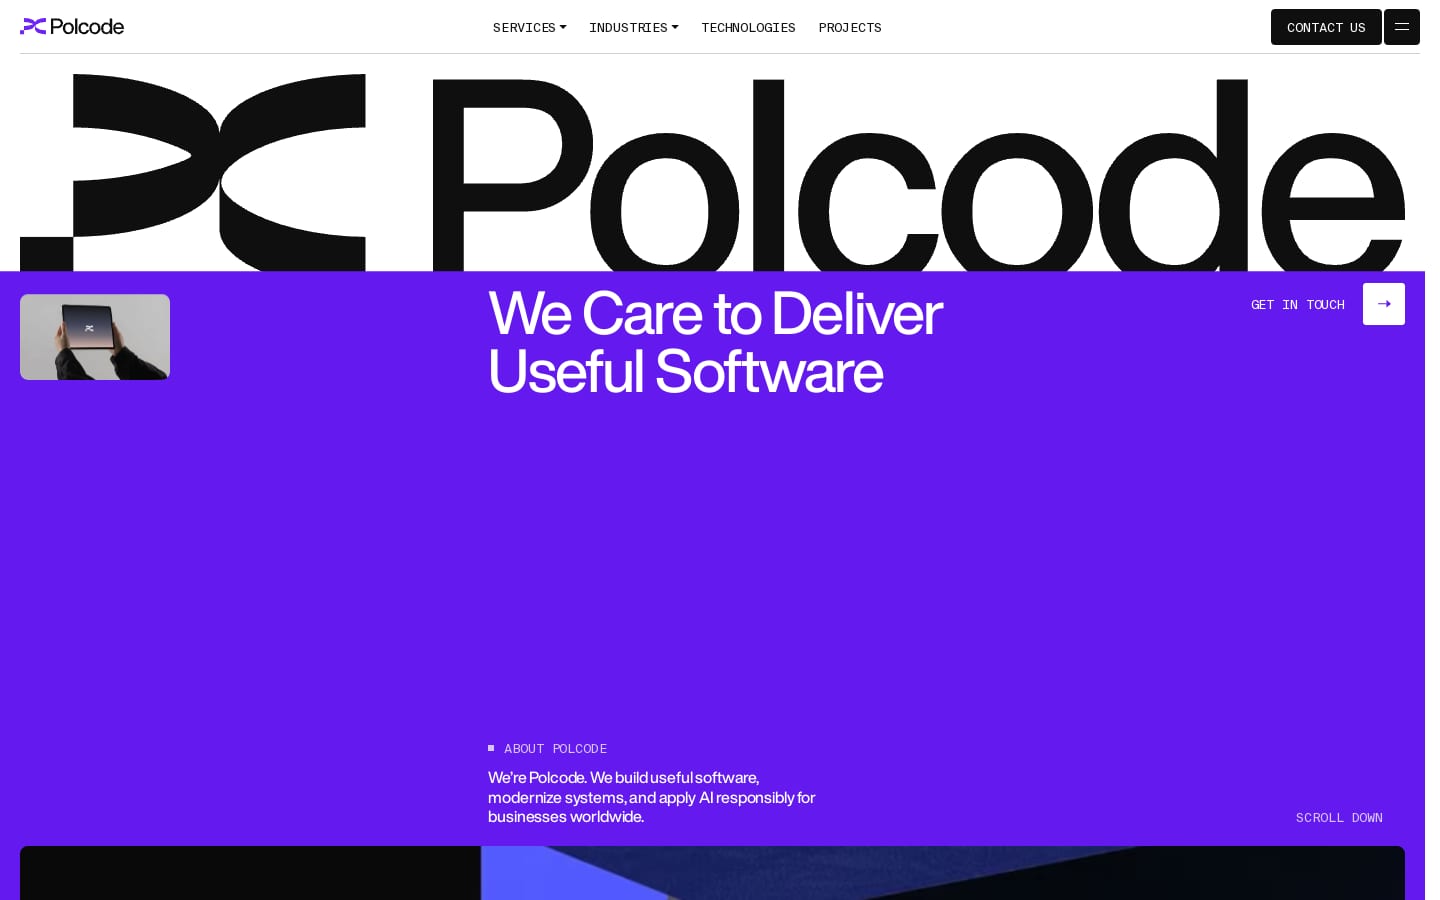 Polcode
SERVICES
INDUSTRIES
TECHNOLOGIES
PROJECTS
CONTACT US
Polcode
We Care to Deliver
Useful Software
GET IN TOUCH
ABOUT POLCODE
We're Polcode. We build useful software,
modernize systems, and apply AI responsibly for
businesses worldwide.
SCROLL DOWN